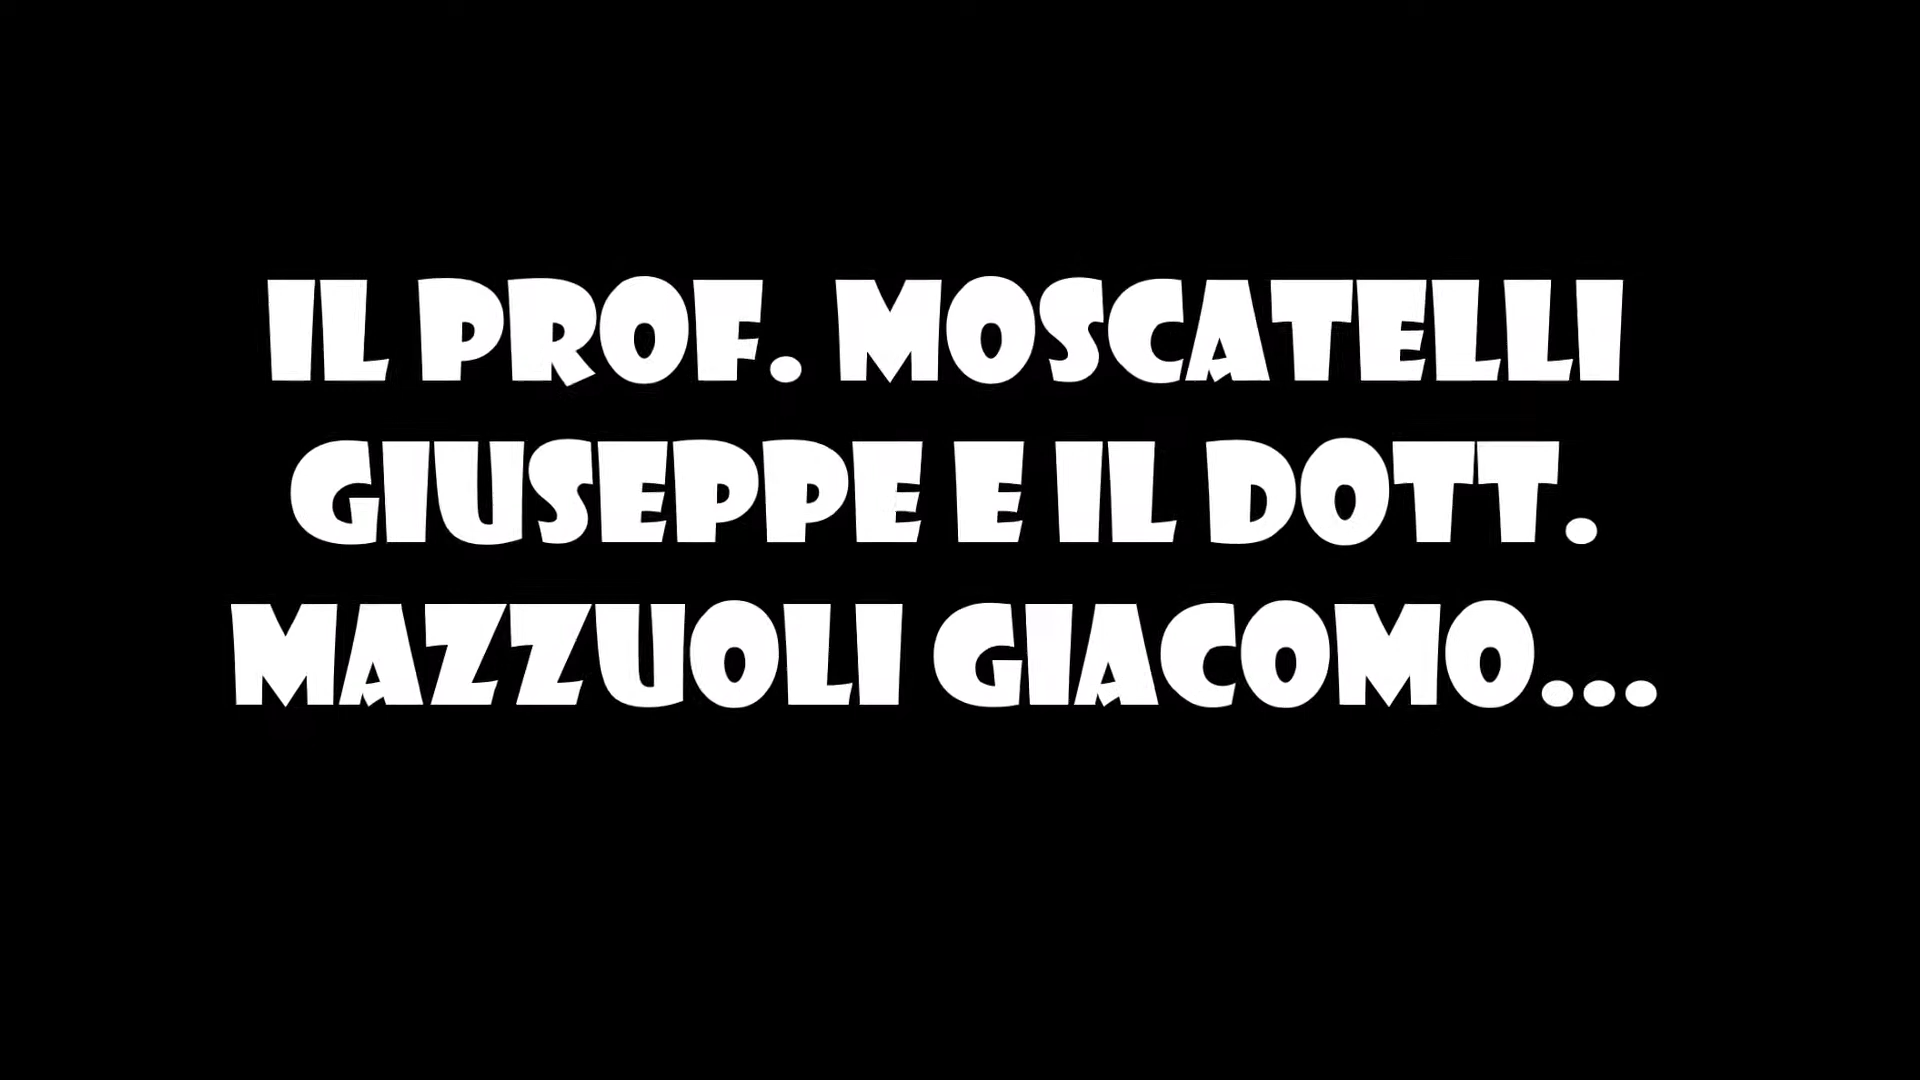 IL PROF. MOSCATELLI
GIUSEPPE E IL DOTT.
MAZZUOLI GIACOMO...